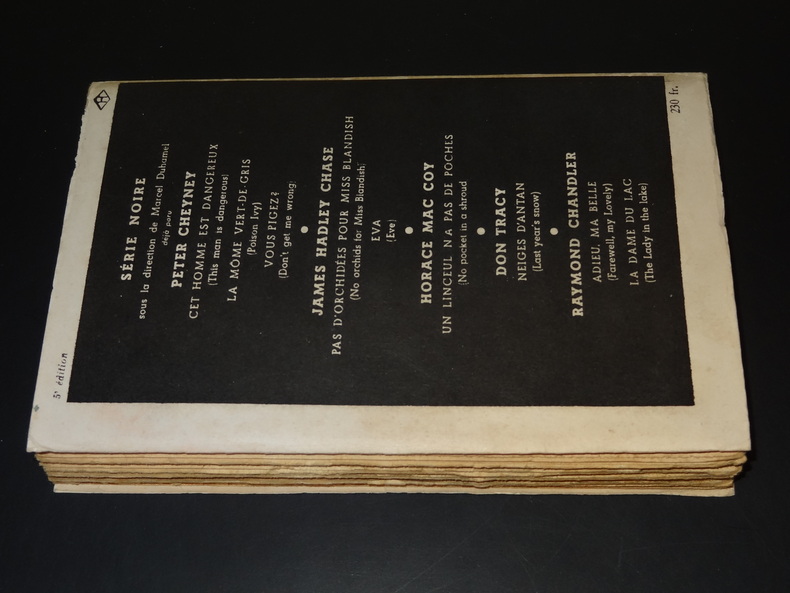 5e édition
SÉRIE NOIRE
sous la direction de Marcel Duhamel
déjà paru
PETER CHEYNEY
CET HOMME EST DANGEREUX
(This man is dangerous)
LA MÔME VERT-DE-GRIS
(Poison Ivy)
VOUS PIGEZ?
(Don't get me wrong)
●
JAMES HADLEY CHASE
PAS D'ORCHIDÉES POUR MISS BLANDISH
(No orchids for Miss Blandish)
EVA
(Eve)
●
HORACE MAC COY
UN LINCEUL N'A PAS DE POCHES
(No pocket in a shroud
●
DON TRACY
NEIGES D'ANTAN
(Last year's snow)
●
RAYMOND CHANDLER
ADIEU, MA BELLE
(Farewell, my Lovely)
LA DAME DU LAC
(The Lady in the lake)
230 fr.